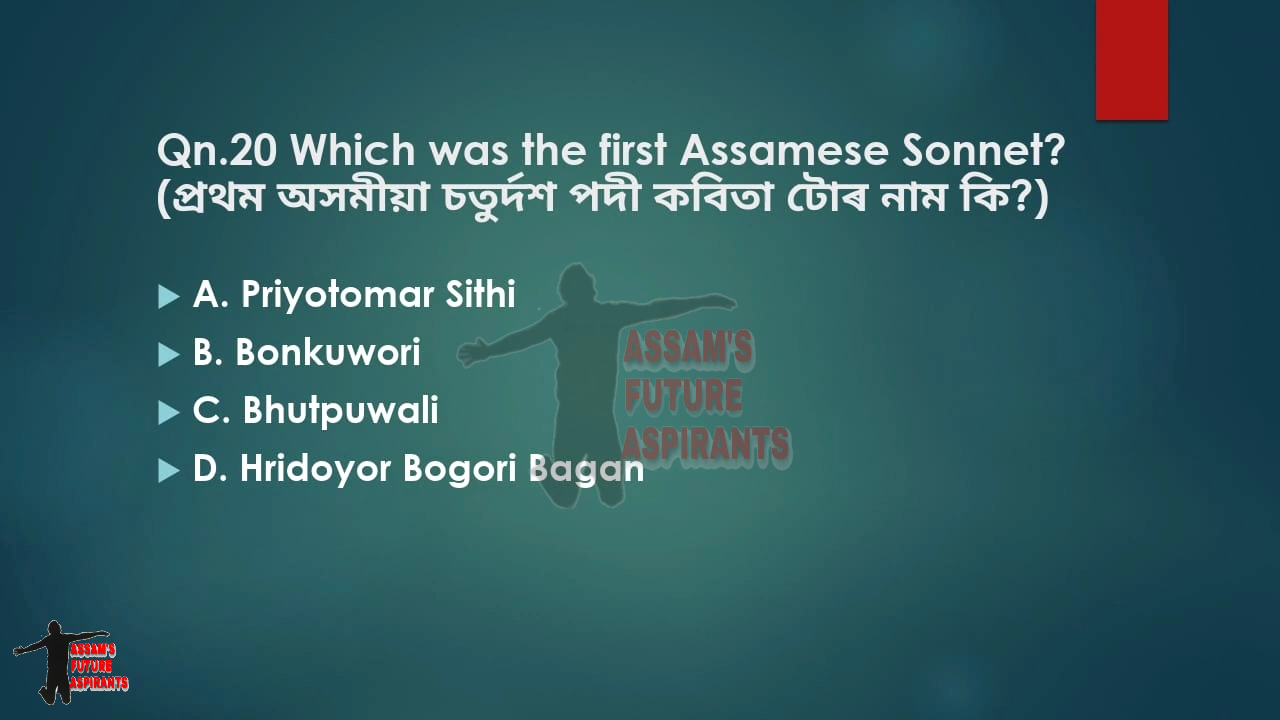 Qn.20 Which was the first Assamese Sonnet?
(প্ৰথম অসমীয়া চতুৰ্দশ পদী কবিতা টোৰ নাম কি?)
A. Priyotomar Sithi
B. Bonkuwori
C. Bhutpuwali
D. Hridoyor Bogori Bagan
ASSAM'S
FUTURE
ASPIRANTS
ASSAM'S
FUTURE
ASPIRANTS